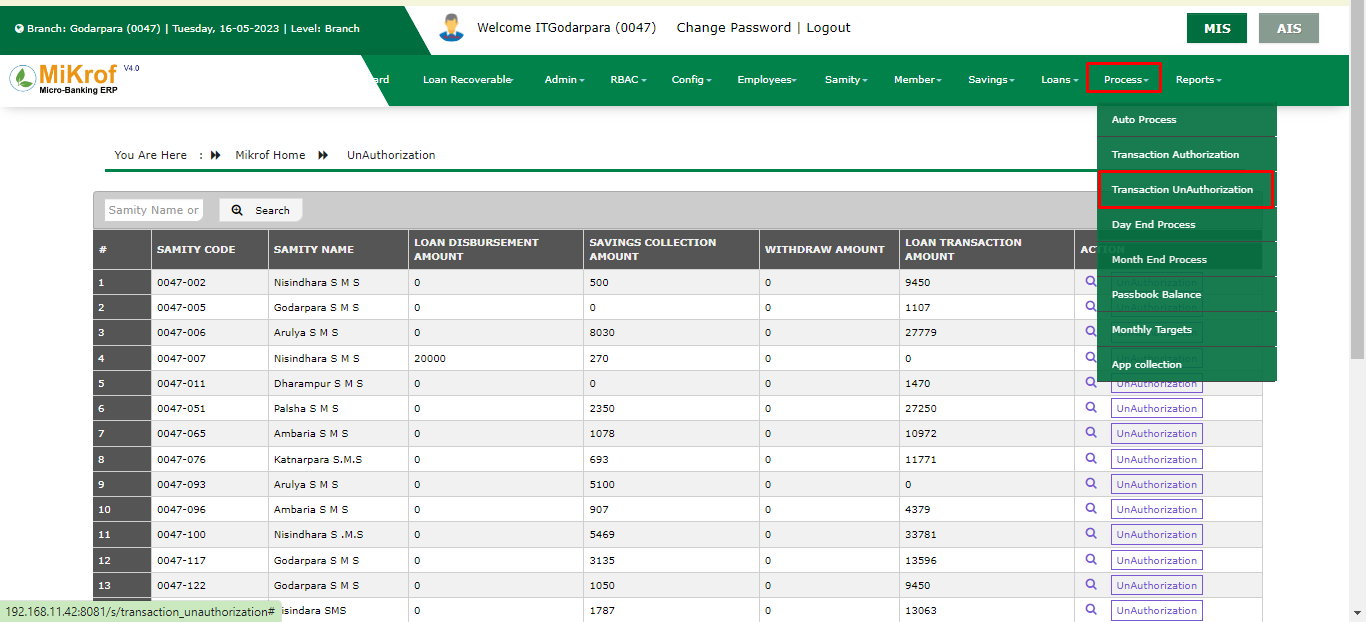 Branch: Godarpara (0047) | Tuesday, 16-05-2023 | Level: Branch
Welcome ITGodarpara (0047) Change Password | Logout
MIS AIS
MiKrof V4.0
Micro-Banking ERP
ard Loan Recoverable Admin RBAC Config Employees Samity Member Savings Loans Process Reports
Auto Process
Transaction Authorization
Transaction UnAuthorization
Day End Process
Month End Process
Passbook Balance
Monthly Targets
App collection
You Are Here : Mikrof Home UnAuthorization
Samity Name or Search
# SAMITY CODE SAMITY NAME LOAN DISBURSEMENT AMOUNT SAVINGS COLLECTION AMOUNT WITHDRAW AMOUNT LOAN TRANSACTION AMOUNT ACTION
1 0047-002 Nisindhara S M S 0 500 0 9450 UnAuthorization
2 0047-005 Godarpara S M S 0 0 0 1107
3 0047-006 Arulya S M S 0 8030 0 27779
4 0047-007 Nisindhara S M S 20000 270 0 0
5 0047-011 Dharampur S M S 0 0 0 1470 UnAuthorization
6 0047-051 Palsha S M S 0 2350 0 27250 UnAuthorization
7 0047-065 Ambaria S M S 0 1078 0 10972 UnAuthorization
8 0047-076 Katnarpara S.M.S 0 693 0 11771 UnAuthorization
9 0047-093 Arulya S M S 0 5100 0 0 UnAuthorization
10 0047-096 Ambaria S M S 0 907 0 4379 UnAuthorization
11 0047-100 Nisindhara S .M.S 0 5469 0 33781 UnAuthorization
12 0047-117 Godarpara S M S 0 3135 0 13596 UnAuthorization
13 0047-122 Godarpara S M S 0 1050 0 9450 UnAuthorization
isindara SMS 0 1787 0 13063 UnAuthorization
192.168.11.42:8081/s/transaction_unauthorization#